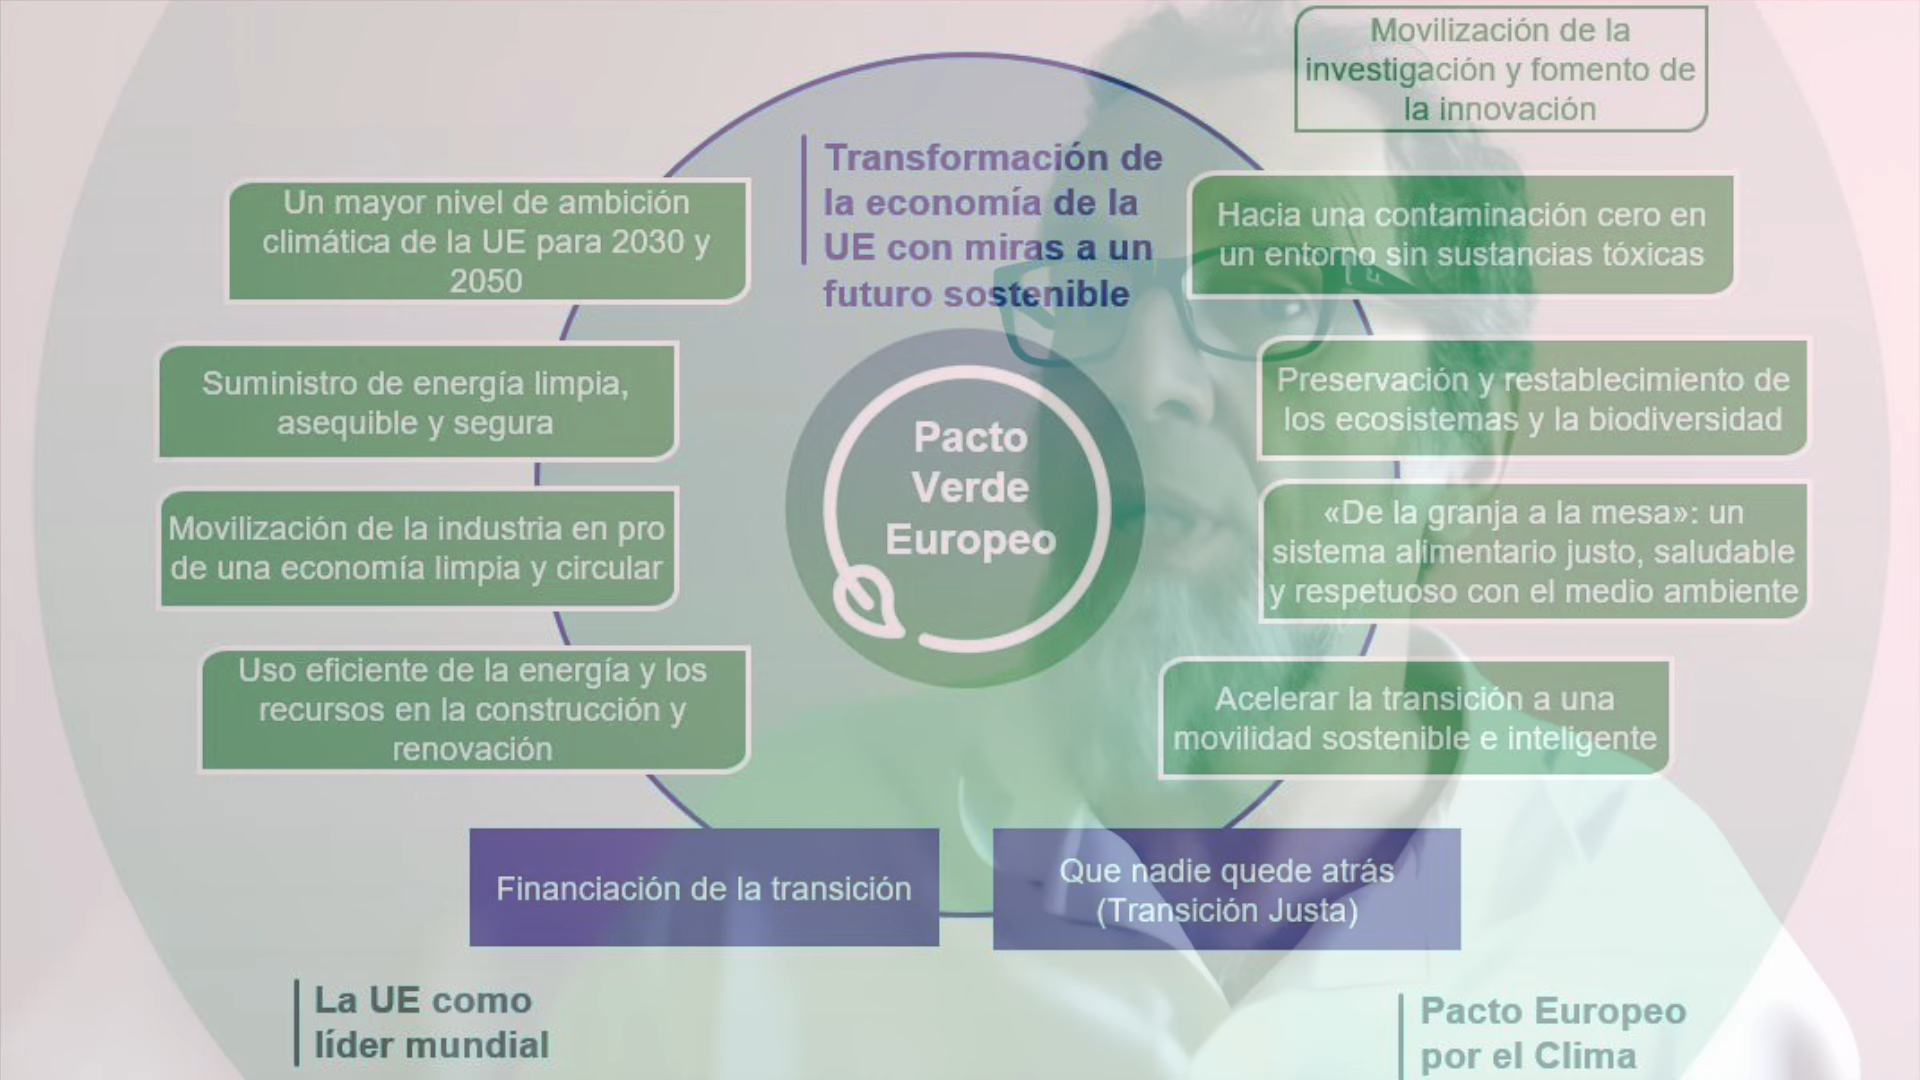 Movilización de la
investigación y fomento de
la innovación
Transformación de
la economía de la
UE con miras a un
futuro sostenible
Un mayor nivel de ambición
climática de la UE para 2030 y
2050
Hacia una contaminación cero en
un entorno sin sustancias tóxicas
Suministro de energía limpia,
asequible y segura
Preservación y restablecimiento de
los ecosistemas y la biodiversidad
Pacto
Verde
Europeo
Movilización de la industria en pro
de una economía limpia y circular
«De la granja a la mesa»: un
sistema alimentario justo, saludable
y respetuoso con el medio ambiente
Uso eficiente de la energía y los
recursos en la construcción y
renovación
Acelerar la transición a una
movilidad sostenible e inteligente
Financiación de la transición
Que nadie quede atrás
(Transición Justa)
La UE como
líder mundial
Pacto Europeo
por el Clima